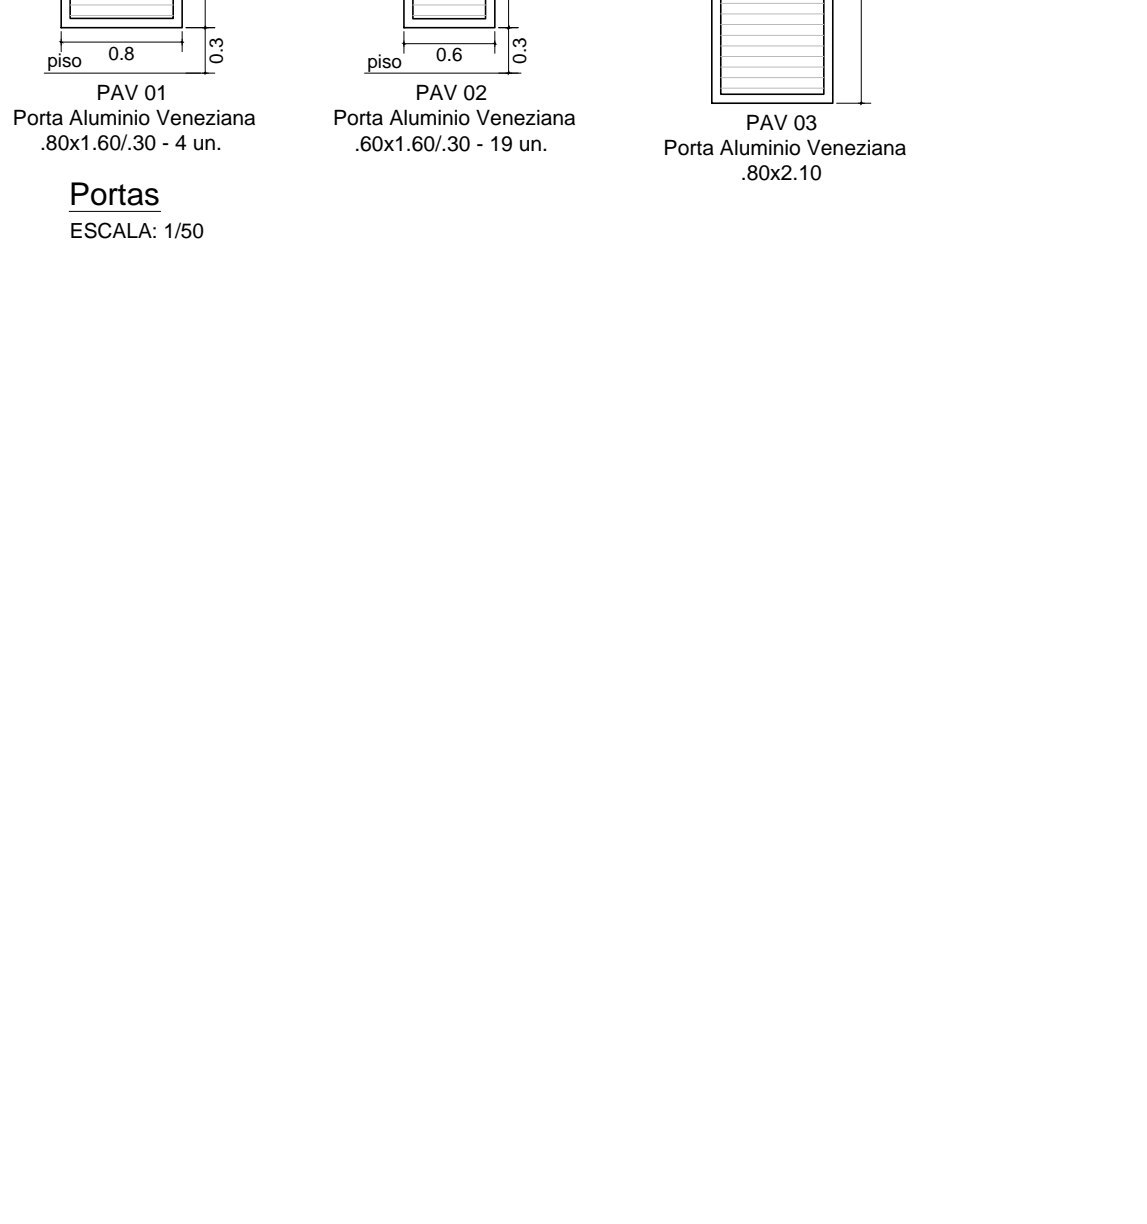 0.8
0.3
piso
PAV 01
Porta Aluminio Veneziana
.80x1.60/.30 - 4 un.
0.6
0.3
piso
PAV 02
Porta Aluminio Veneziana
.60x1.60/.30 - 19 un.
PAV 03
Porta Aluminio Veneziana
.80x2.10
Portas
ESCALA: 1/50